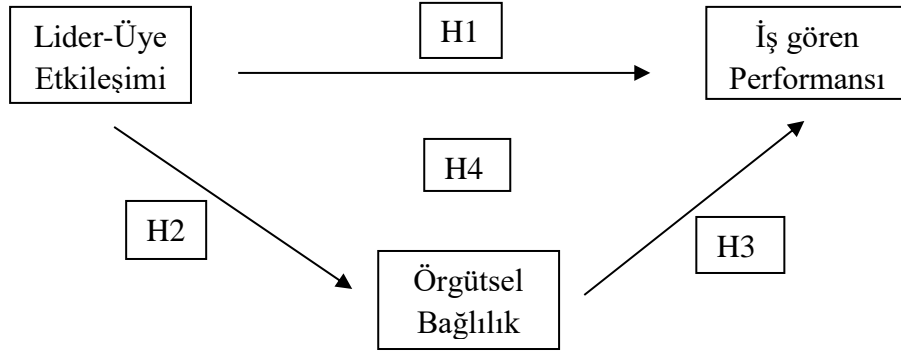 H1
Lider-Üye
Etkileşimi
İş gören
Performansı
H4
H2
H3
Örgütsel
Bağlılık